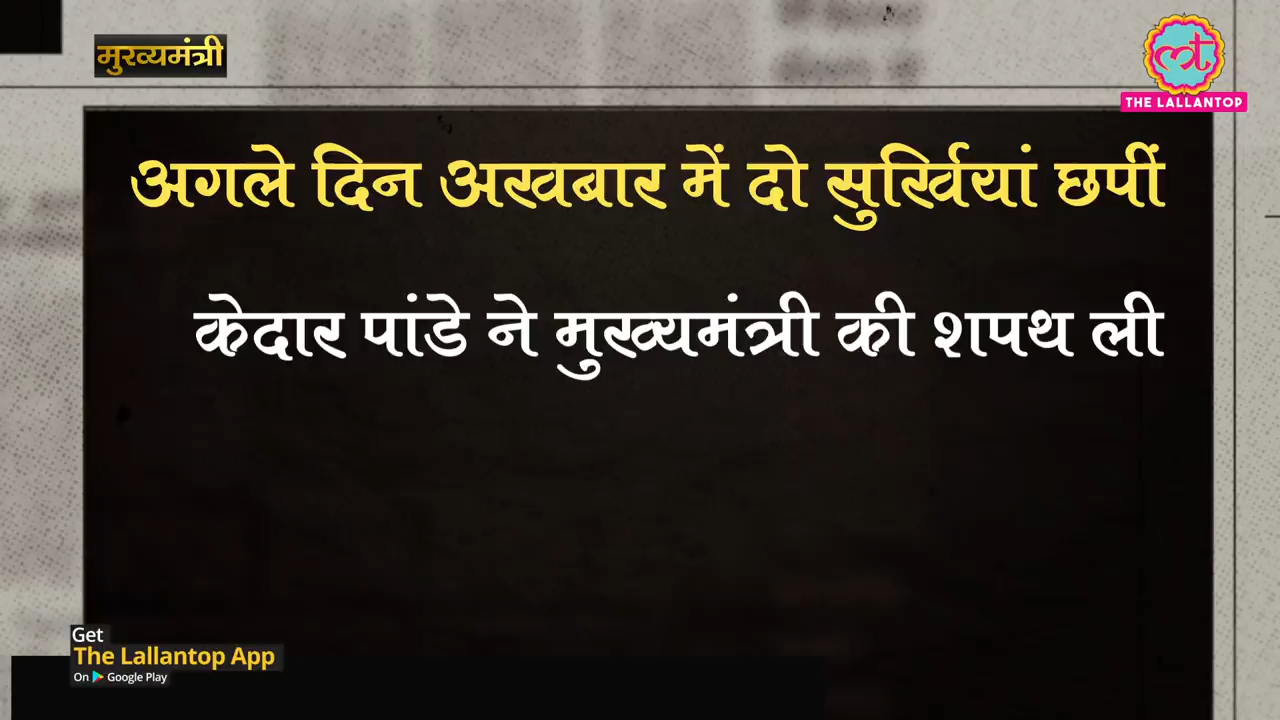 मुख्यमंत्री
THE LALLANTOP
अगले दिन अखबार में दो सुर्खियां छपीं
केदार पांडे ने मुख्यमंत्री की शपथ ली
Get
The Lallantop App
On Google Play